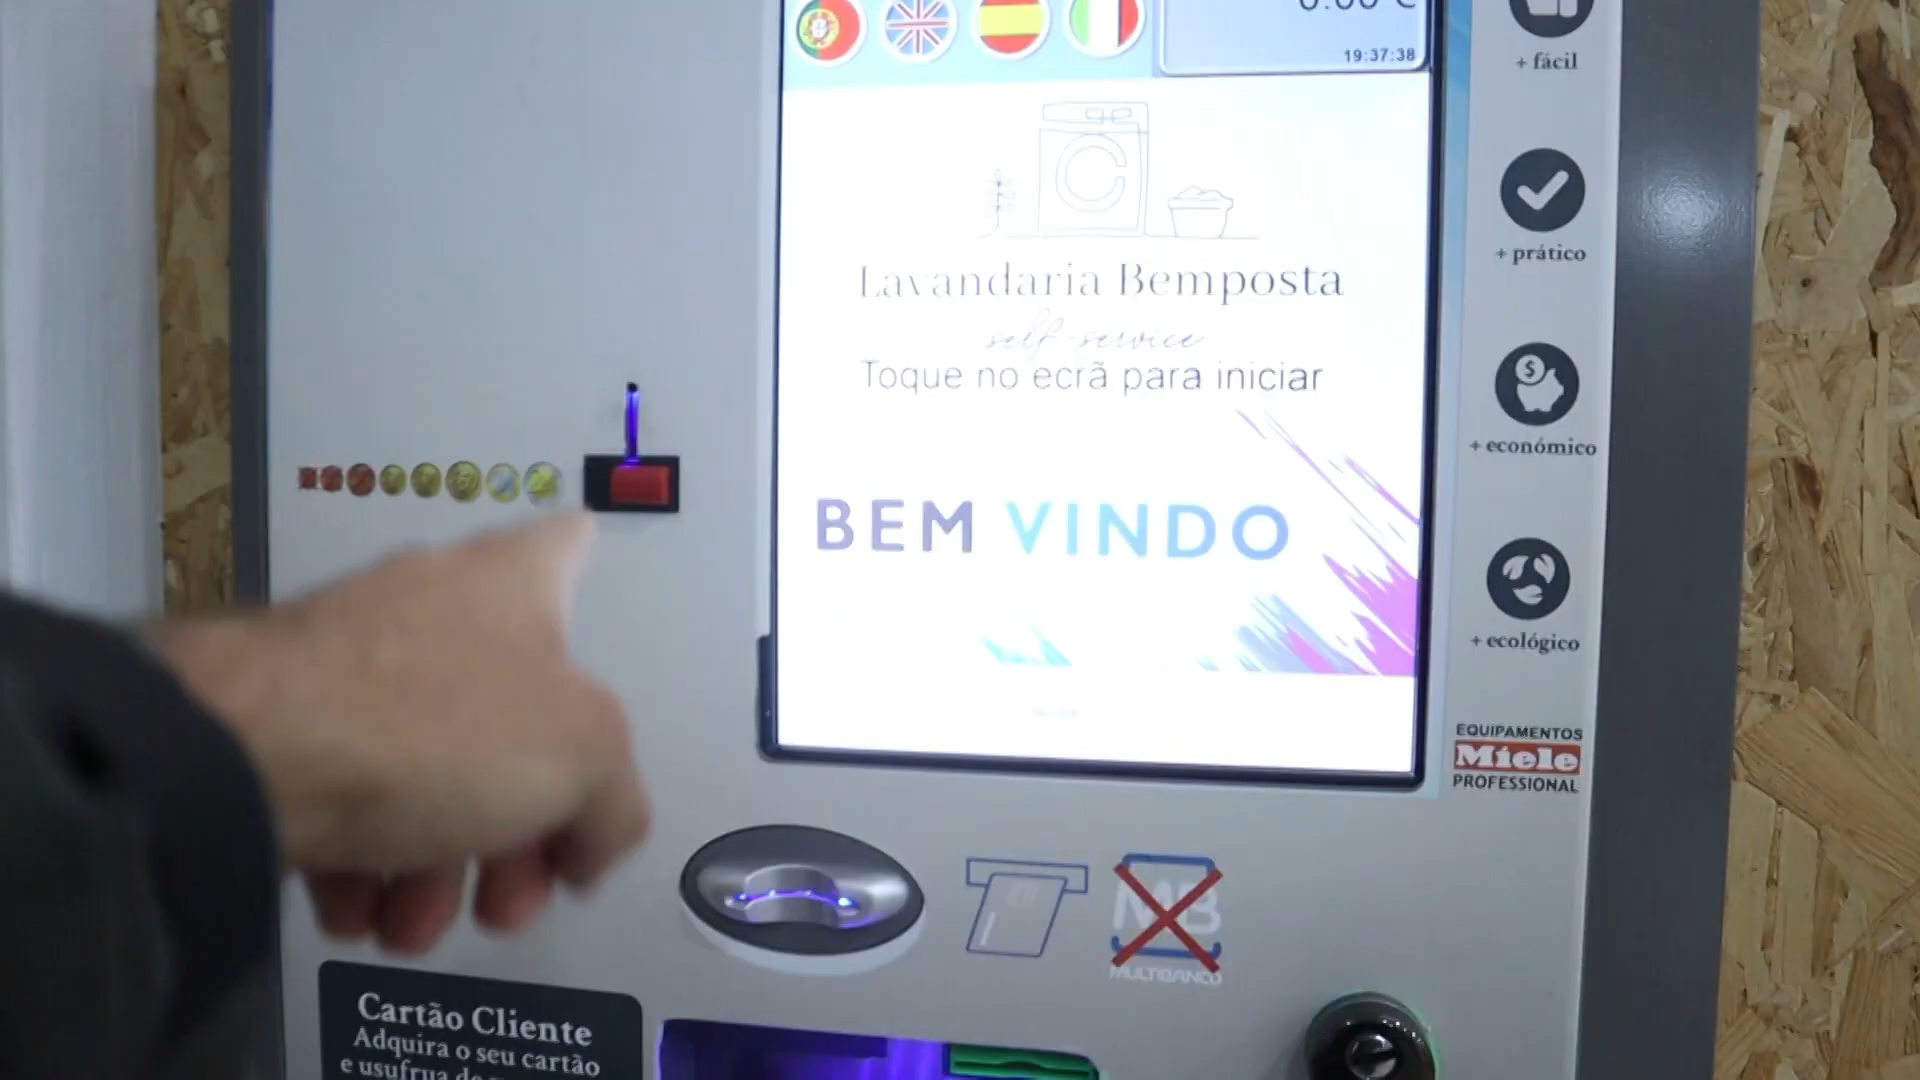 19:37:38
Lavandaria Bemposta
self-service
Toque no ecrã para iniciar
BEM VINDO
+ fácil
+ prático
+ económico
+ ecológico
EQUIPAMENTOS
Miele
PROFESSIONAL
MB
MULTIBANCO
Cartão Cliente
Adquira o seu cartão
e usufrua